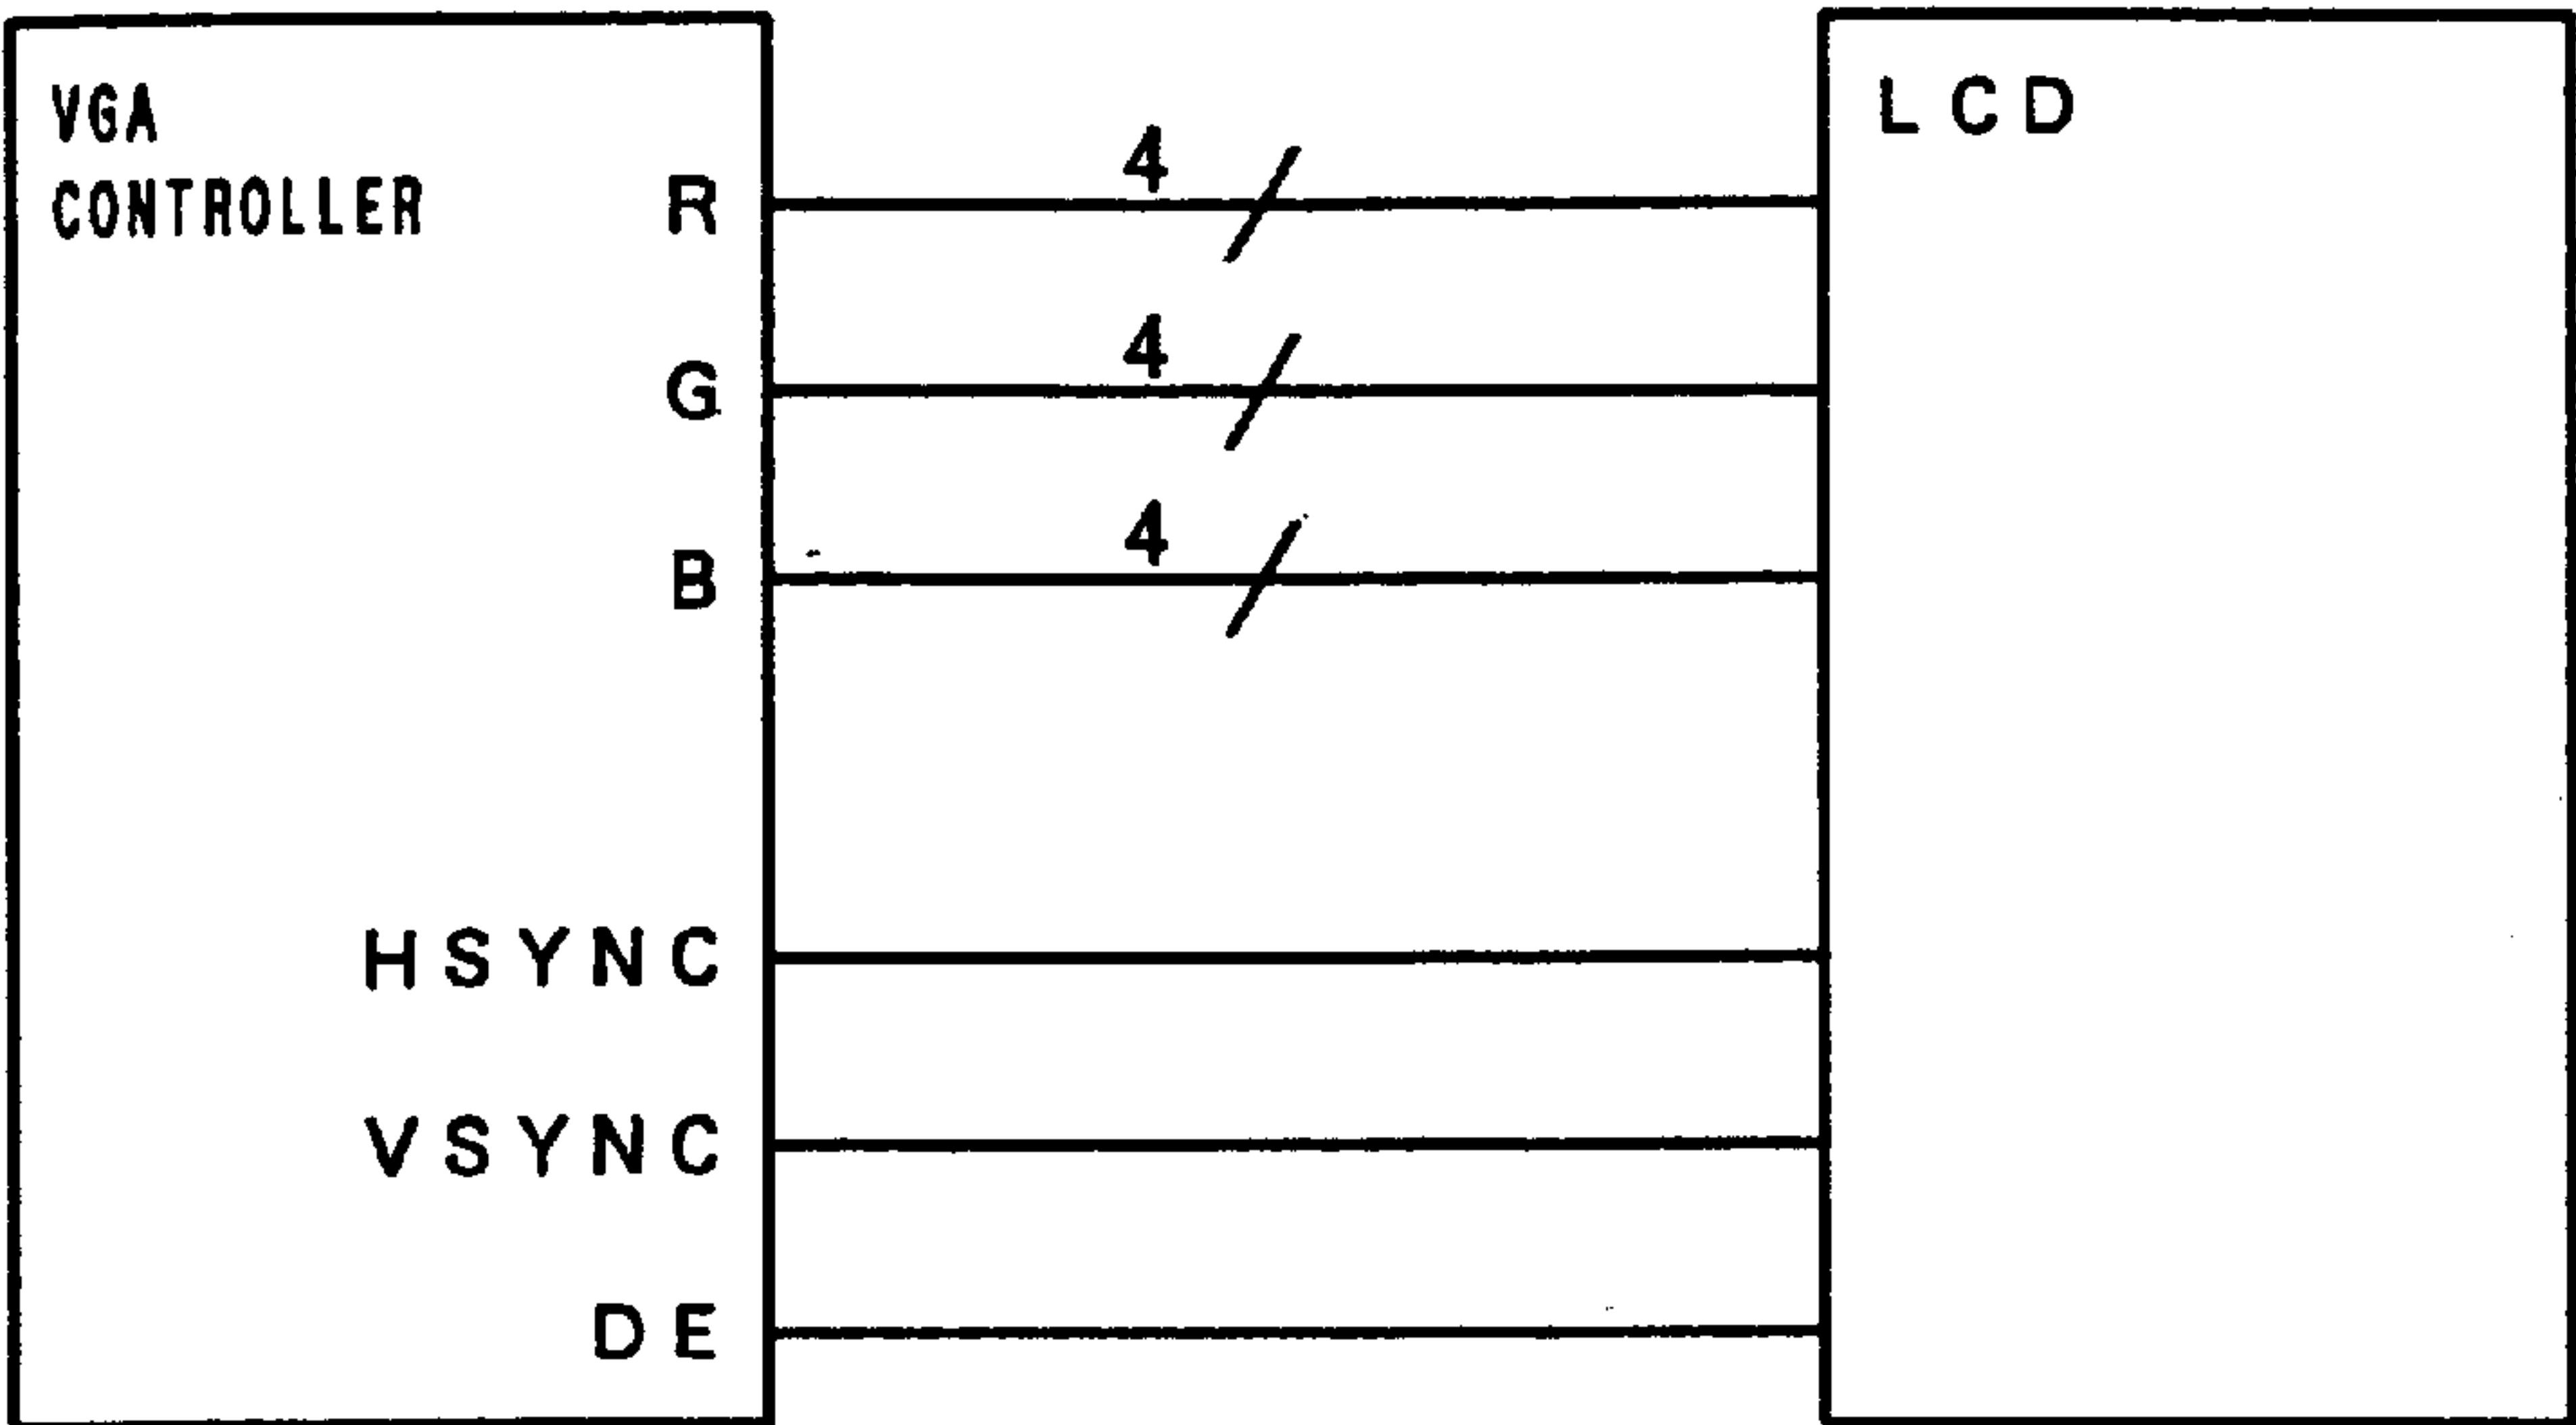 VGA
CONTROLLER
LCD
R
4
G
4
B
4
HSYNC
VSYNC
DE